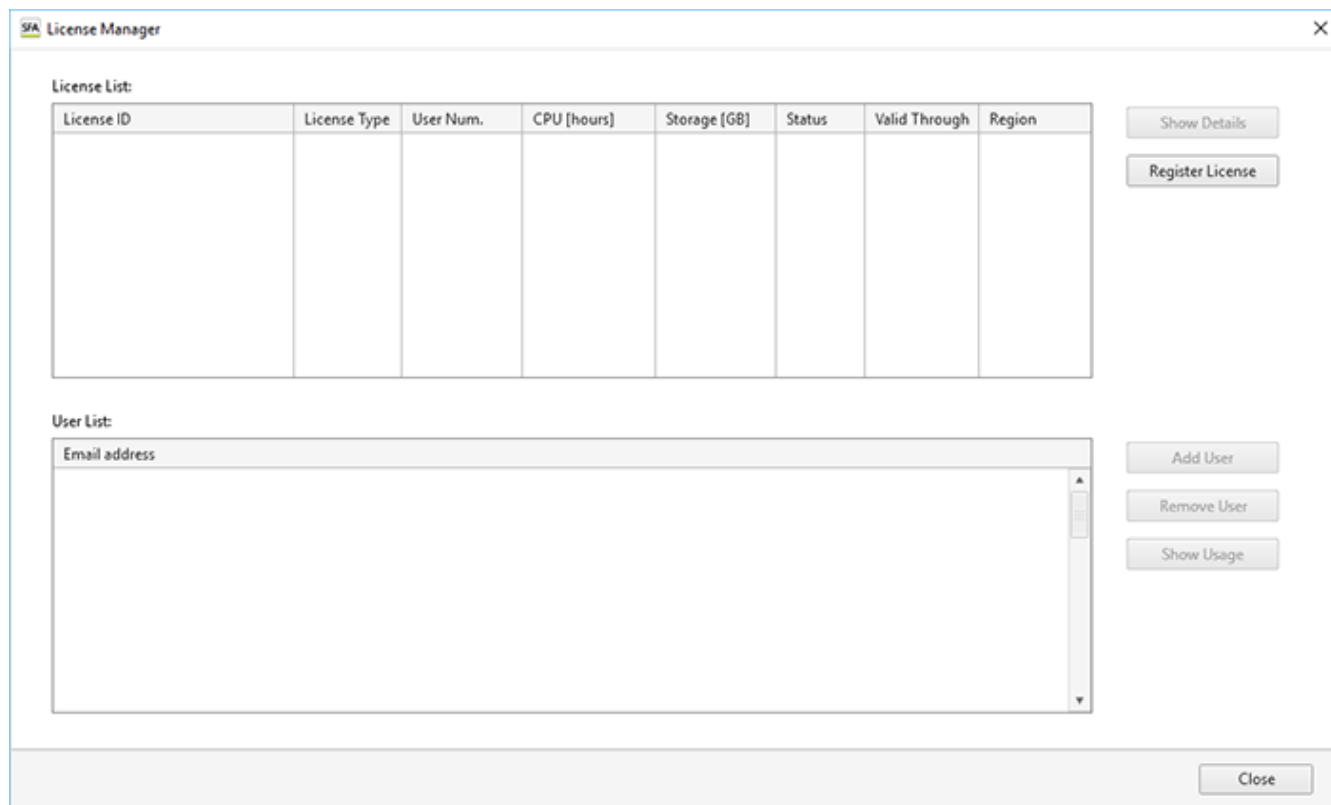 SFA License Manager
License List:
License ID License Type User Num. CPU [hours] Storage [GB] Status Valid Through Region
Show Details
Register License
User List:
Email address
Add User
Remove User
Show Usage
Close